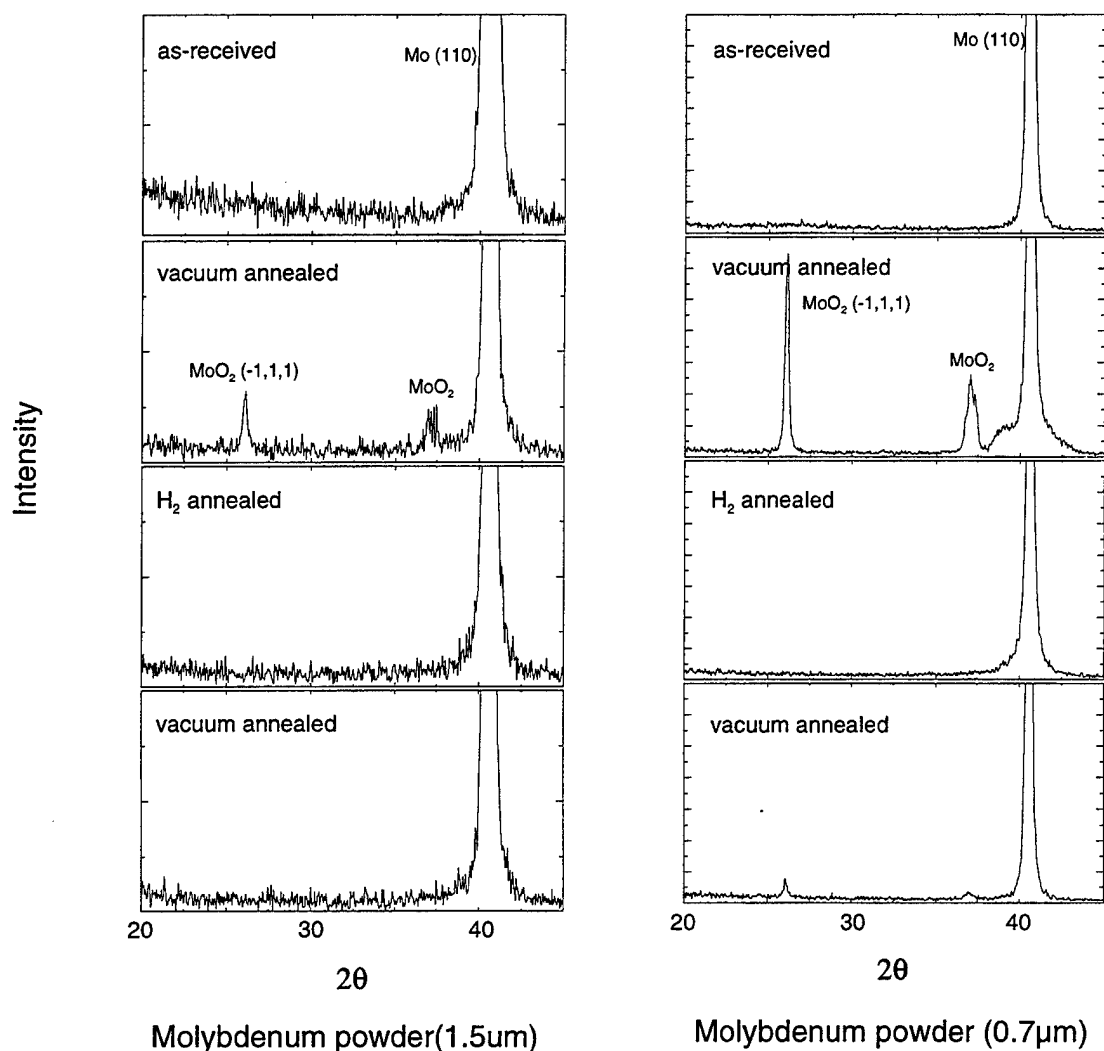 as-received
Mo (110)
vacuum annealed
MoO₂ (-1,1,1)
MoO₂
H₂ annealed
vacuum annealed
Intensity
20
30
40
2θ
Molybdenum powder(1.5um)
as-received
Mo (110)
vacuum annealed
MoO₂ (-1,1,1)
MoO₂
H₂ annealed
vacuum annealed
20
30
40
2θ
Molybdenum powder (0.7μm)